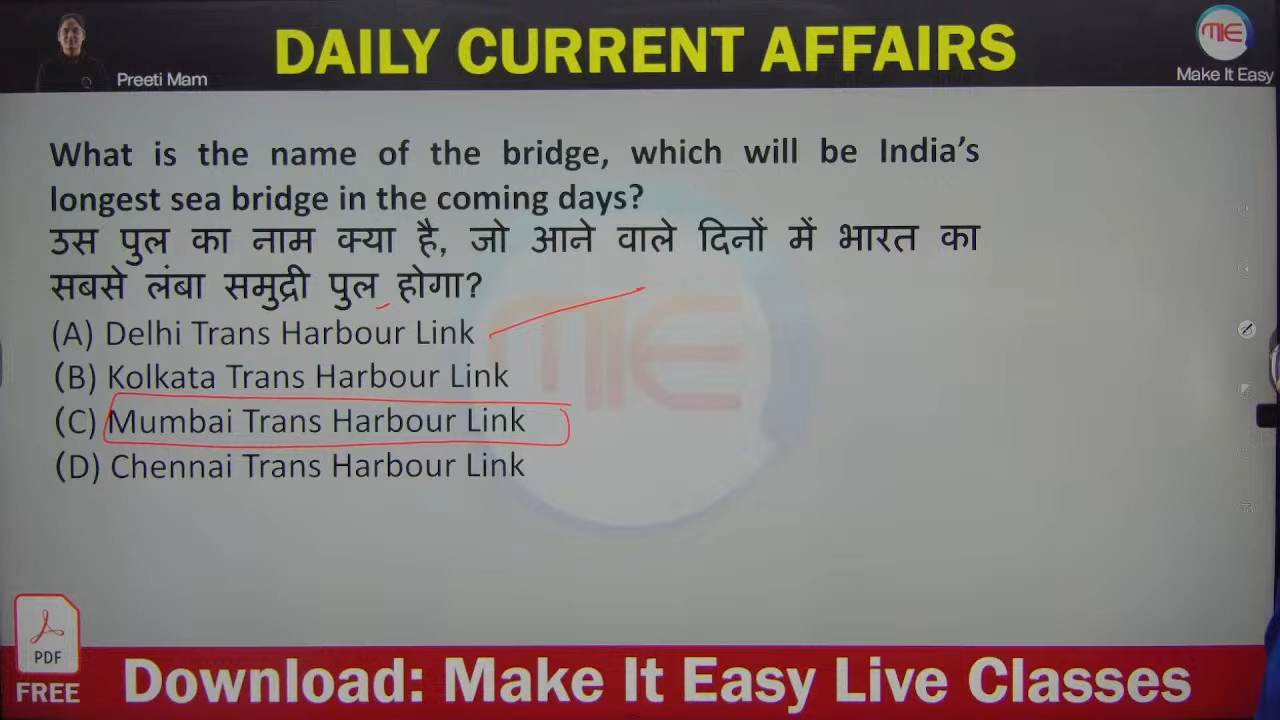 DAILY CURRENT AFFAIRS
Preeti Mam
MIE
Make It Easy
What is the name of the bridge, which will be India's
longest sea bridge in the coming days?
उस पुल का नाम क्या है, जो आने वाले दिनों में भारत का
सबसे लंबा समुद्री पुल होगा?
(A) Delhi Trans Harbour Link
(B) Kolkata Trans Harbour Link
(C) Mumbai Trans Harbour Link
(D) Chennai Trans Harbour Link
MIE
PDF
FREE
Download: Make It Easy Live Classes